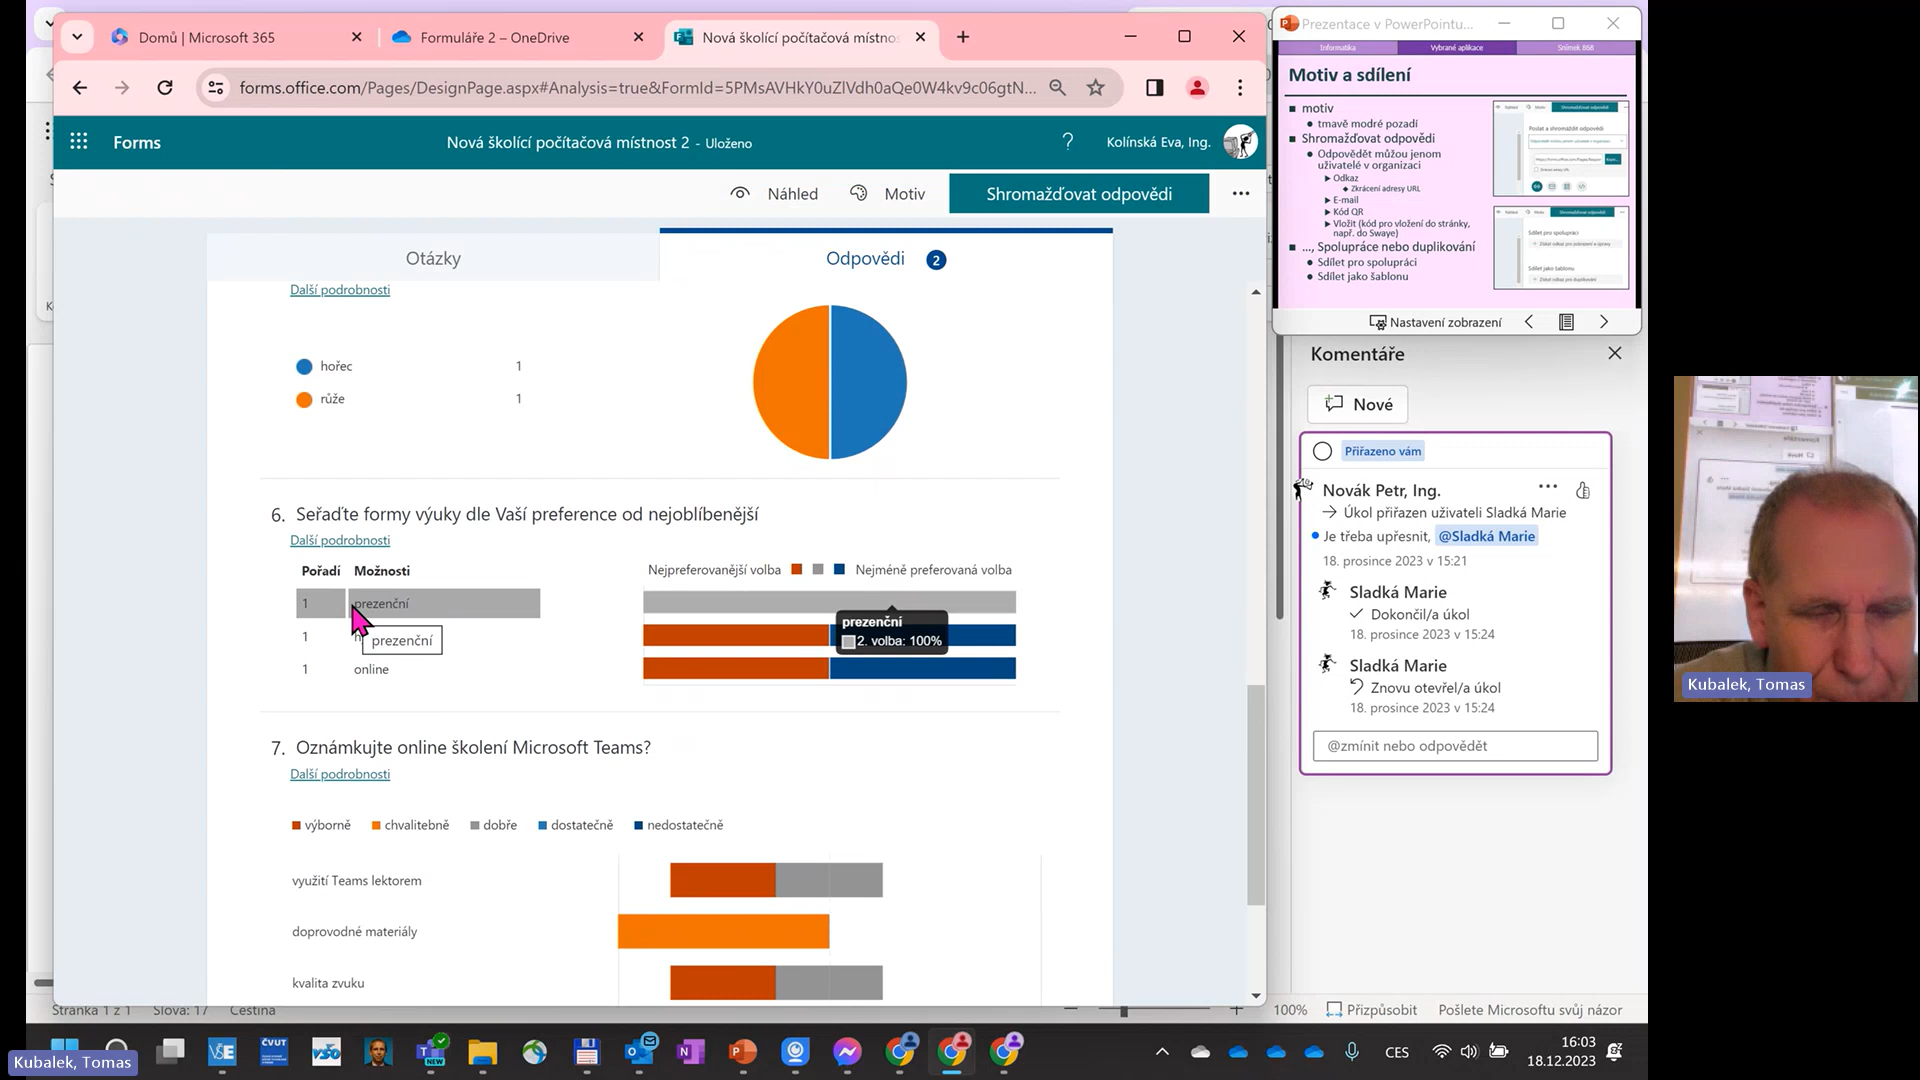 Domů | Microsoft 365
Formuláře 2 – OneDrive
Nová školící počítačová místnos
forms.office.com/Pages/DesignPage.aspx#Analysis=true&FormId=5PMsAVHkY0uZlVdh0aQe0W4kv9c06gtN...
Forms
Nová školící počítačová místnost 2 - Uloženo
?
Kolínská Eva, Ing.
Náhled
Motiv
Shromažďovat odpovědi
Otázky
Odpovědi 2
Další podrobnosti
hořec 1
růže 1
6. Seřaďte formy výuky dle Vaší preference od nejoblíbenější
Další podrobnosti
Pořadí Možnosti
Nejpreferovanější volba
Nejméně preferovaná volba
1 prezenční
prezenční
2. volba: 100%
1
prezenční
1 online
7. Oznámkujte online školení Microsoft Teams?
Další podrobnosti
výborně chvalitebně dobře dostatečně nedostatečně
využití Teams lektorem
doprovodné materiály
kvalita zvuku
Prezentace v PowerPointu...
Informatika
Vybrané aplikace
Snímek 868
Motiv a sdílení
motiv
tmavě modré pozadí
Shromažďovat odpovědi
Odpovědět můžou jenom
uživatelé v organizaci
Odkaz
Zkrácení adresy URL
E-mail
Kód QR
Vložit (kód pro vložení do stránky,
např. do Swaye)
..., Spolupráce nebo duplikování
Sdílet pro spolupráci
Sdílet jako šablonu
Nastavení zobrazení
Komentáře
Nové
Přiřazeno vám
Novák Petr, Ing.
Úkol přiřazen uživateli Sladká Marie
Je třeba upřesnit, @Sladká Marie
18. prosince 2023 v 15:21
Sladká Marie
Dokončil/a úkol
18. prosince 2023 v 15:24
Sladká Marie
Znovu otevřel/a úkol
18. prosince 2023 v 15:24
@zmínit nebo odpovědět
Kubalek, Tomas
Stránka 1 z 1
Slova: 17
Čeština
100%
Přizpůsobit
Pošlete Microsoftu svůj názor
Kubalek, Tomas
CES
16:03
18.12.2023